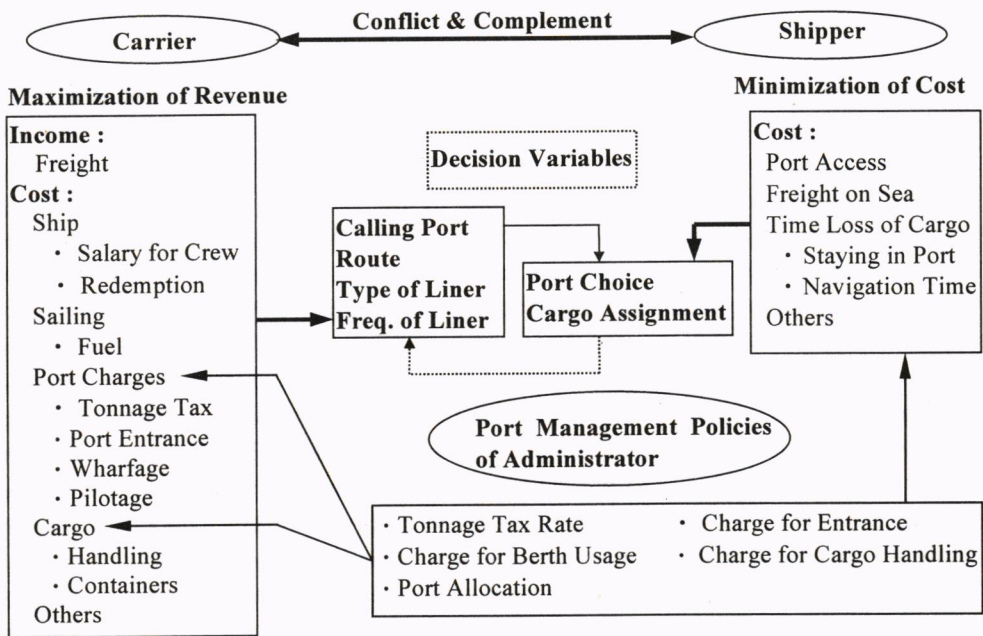 Conflict & Complement
Carrier
Shipper
Maximization of Revenue
Income :
Freight
Cost :
Ship
・ Salary for Crew
・ Redemption
Sailing
・ Fuel
Port Charges
・ Tonnage Tax
・ Port Entrance
・ Wharfage
・ Pilotage
Cargo
・ Handling
・ Containers
Others
Decision Variables
Calling Port
Route
Type of Liner
Freq. of Liner
Port Choice
Cargo Assignment
Minimization of Cost
Cost :
Port Access
Freight on Sea
Time Loss of Cargo
・ Staying in Port
・ Navigation Time
Others
Port Management Policies
of Administrator
・ Tonnage Tax Rate
・ Charge for Berth Usage
・ Port Allocation
・ Charge for Entrance
・ Charge for Cargo Handling